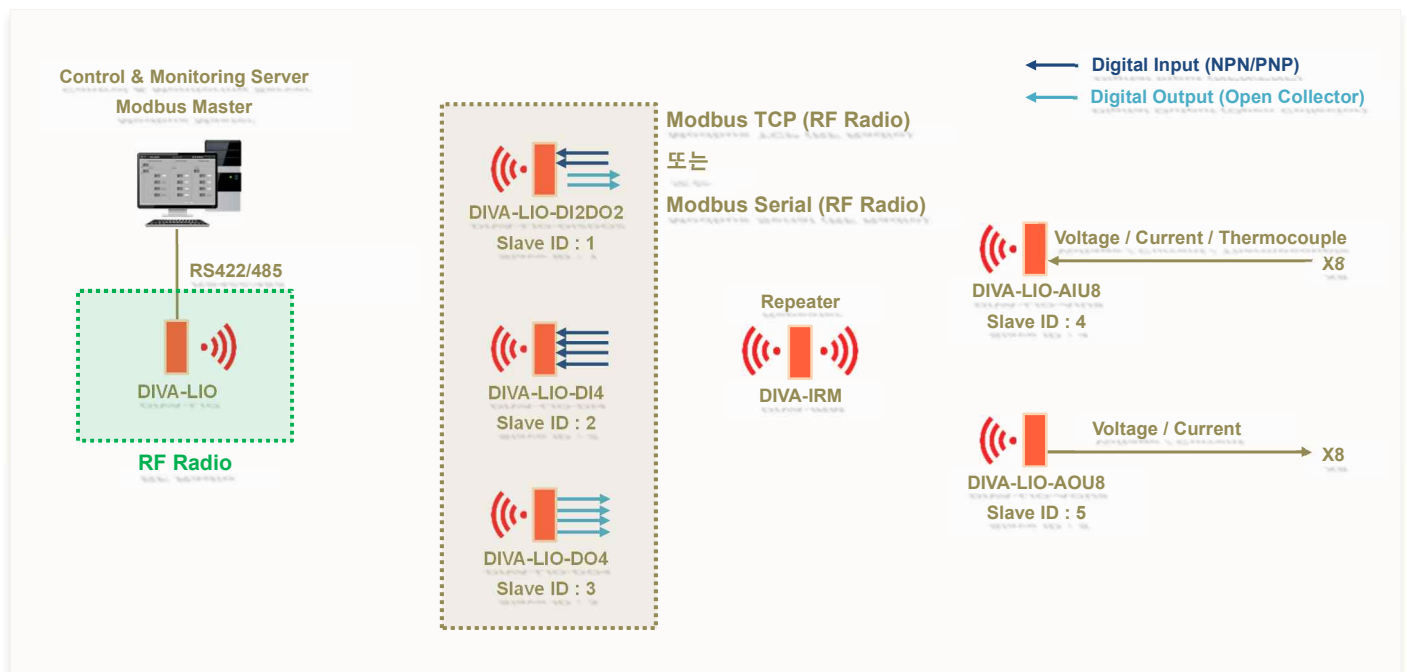 Control & Monitoring Server
Modbus Master
RS422/485
DIVA-LIO
RF Radio
DIVA-LIO-DI2DO2
Slave ID : 1
DIVA-LIO-DI4
Slave ID : 2
DIVA-LIO-DO4
Slave ID : 3
Modbus TCP (RF Radio)
또는
Modbus Serial (RF Radio)
Repeater
DIVA-IRM
Digital Input (NPN/PNP)
Digital Output (Open Collector)
Voltage / Current / Thermocouple
X8
DIVA-LIO-AIU8
Slave ID : 4
Voltage / Current
X8
DIVA-LIO-AOU8
Slave ID : 5